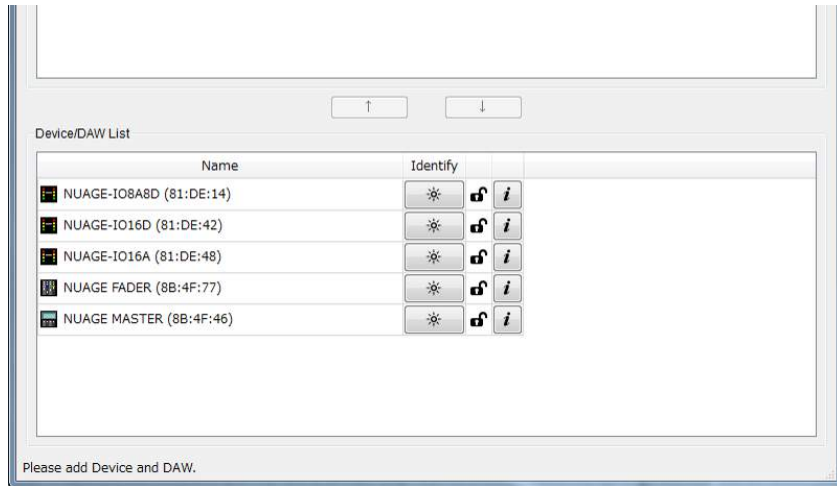 ↑ ↓
Device/DAW List
Name Identify
NUAGE-IO8A8D (81:DE:14) i
NUAGE-IO16D (81:DE:42) i
NUAGE-IO16A (81:DE:48) i
NUAGE FADER (8B:4F:77) i
NUAGE MASTER (8B:4F:46) i
Please add Device and DAW.